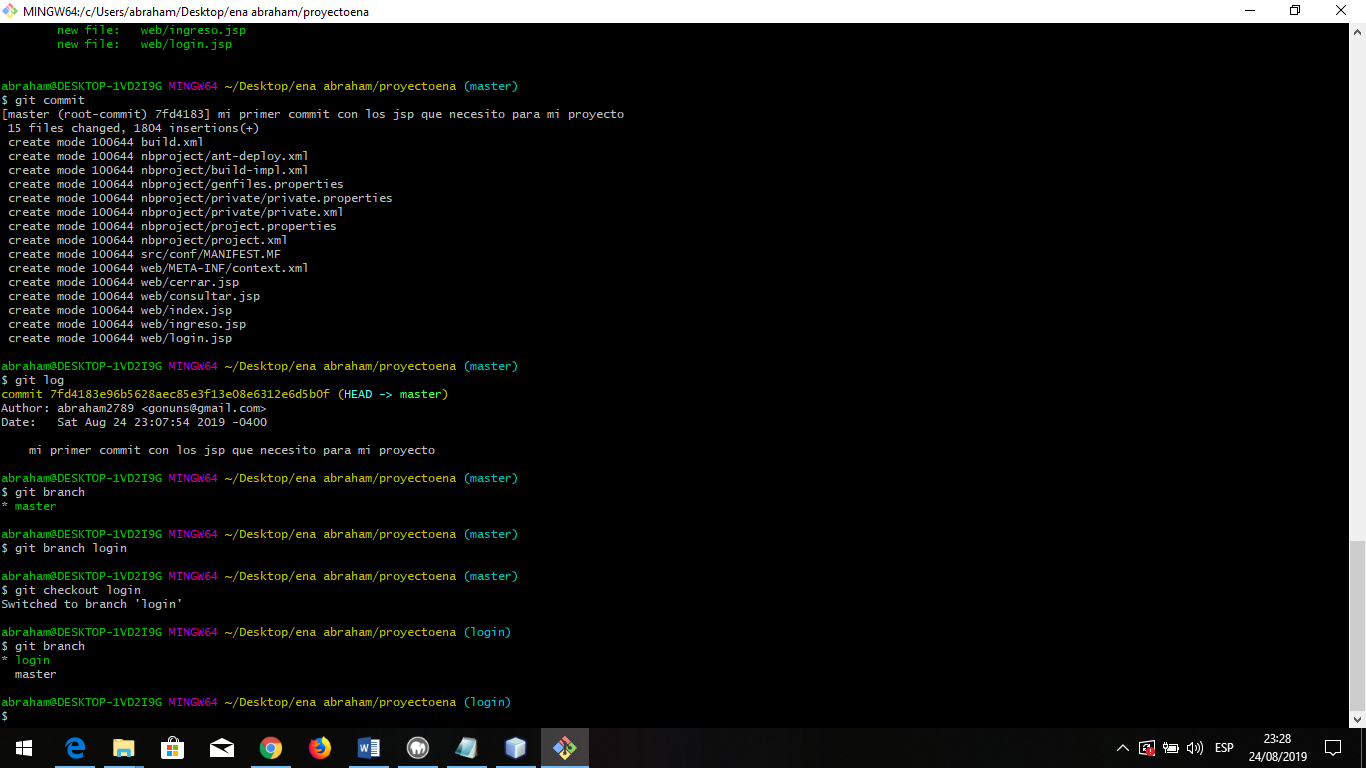 MINGW64:/c/Users/abraham/Desktop/ena abraham/proyectoena
new file:   web/ingreso.jsp
new file:   web/login.jsp
abraham@DESKTOP-1VD2I9G MINGW64 ~/Desktop/ena abraham/proyectoena (master)
$ git commit
[master (root-commit) 7fd4183] mi primer commit con los jsp que necesito para mi proyecto
15 files changed, 1804 insertions(+)
create mode 100644 build.xml
create mode 100644 nbproject/ant-deploy.xml
create mode 100644 nbproject/build-impl.xml
create mode 100644 nbproject/genfiles.properties
create mode 100644 nbproject/private/private.properties
create mode 100644 nbproject/private/private.xml
create mode 100644 nbproject/project.properties
create mode 100644 nbproject/project.xml
create mode 100644 src/conf/MANIFEST.MF
create mode 100644 web/META-INF/context.xml
create mode 100644 web/cerrar.jsp
create mode 100644 web/consultar.jsp
create mode 100644 web/index.jsp
create mode 100644 web/ingreso.jsp
create mode 100644 web/login.jsp
abraham@DESKTOP-1VD2I9G MINGW64 ~/Desktop/ena abraham/proyectoena (master)
$ git log
commit 7fd4183e96b5628aec85e3f13e08e6312e6d5b0f (HEAD -> master)
Author: abraham2789 <gonuns@gmail.com>
Date:   Sat Aug 24 23:07:54 2019 -0400
mi primer commit con los jsp que necesito para mi proyecto
abraham@DESKTOP-1VD2I9G MINGW64 ~/Desktop/ena abraham/proyectoena (master)
$ git branch
* master
abraham@DESKTOP-1VD2I9G MINGW64 ~/Desktop/ena abraham/proyectoena (master)
$ git branch login
abraham@DESKTOP-1VD2I9G MINGW64 ~/Desktop/ena abraham/proyectoena (master)
$ git checkout login
Switched to branch 'login'
abraham@DESKTOP-1VD2I9G MINGW64 ~/Desktop/ena abraham/proyectoena (login)
$ git branch
* login
master
abraham@DESKTOP-1VD2I9G MINGW64 ~/Desktop/ena abraham/proyectoena (login)
$
ESP
23:28
24/08/2019